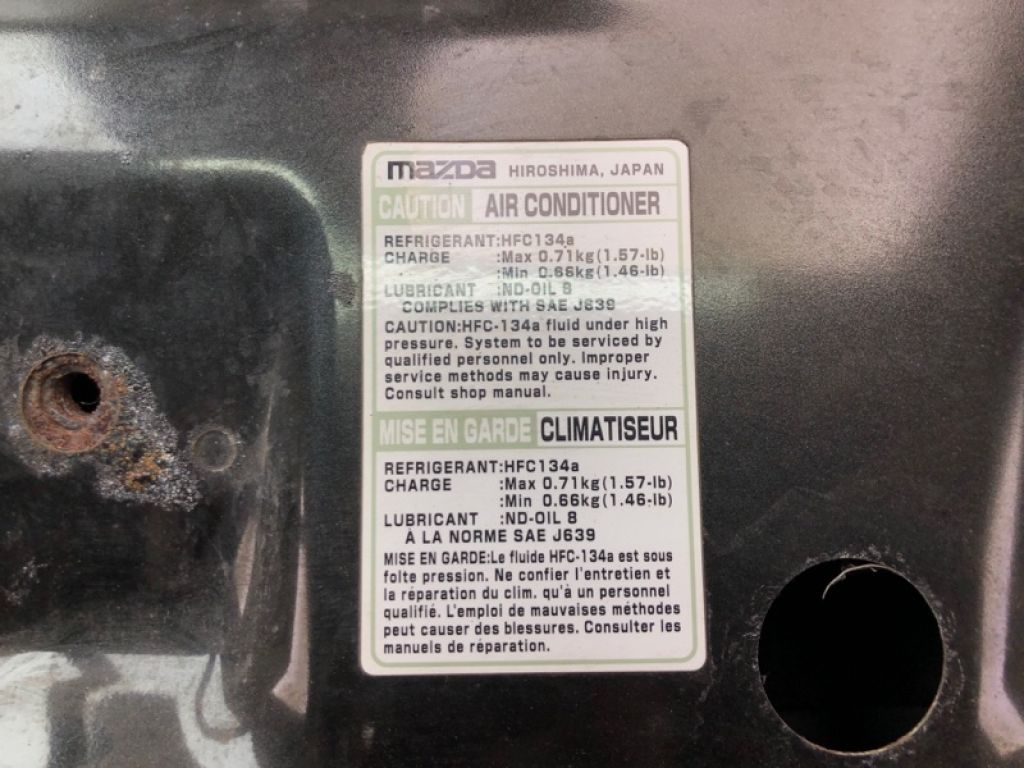 mazda HIROSHIMA, JAPAN
CAUTION AIR CONDITIONER
REFRIGERANT:HFC134a
CHARGE :Max 0.71kg(1.57-lb)
:Min 0.66kg(1.46-lb)
LUBRICANT :ND-OIL 8
COMPLIES WITH SAE J639
CAUTION:HFC-134a fluid under high
pressure. System to be serviced by
qualified personnel only. Improper
service methods may cause injury.
Consult shop manual.
MISE EN GARDE CLIMATISEUR
REFRIGERANT:HFC134a
CHARGE :Max 0.71kg(1.57-lb)
:Min 0.66kg(1.46-lb)
LUBRICANT :ND-OIL 8
À LA NORME SAE J639
MISE EN GARDE:Le fluide HFC-134a est sous
folte pression. Ne confier l'entretien et
la réparation du clim. qu'à un personnel
qualifié. L'emploi de mauvaises méthodes
peut causer des blessures. Consulter les
manuels de réparation.